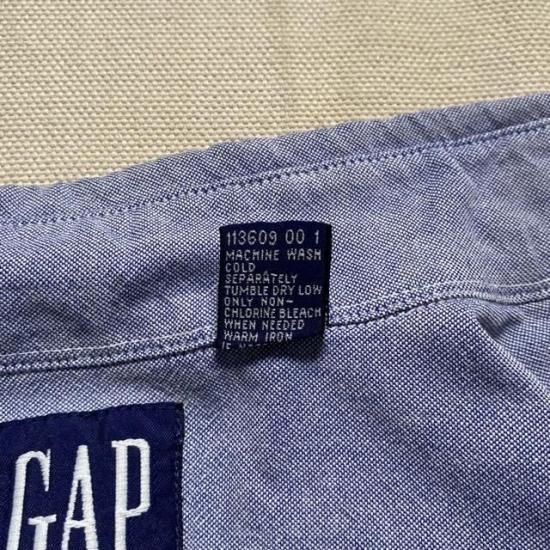 113609 00 1
MACHINE WASH
COLD
SEPARATELY
TUMBLE DRY LOW
ONLY NON-
CHLORINE BLEACH
WHEN NEEDED
WARM IRON
IF
GAP